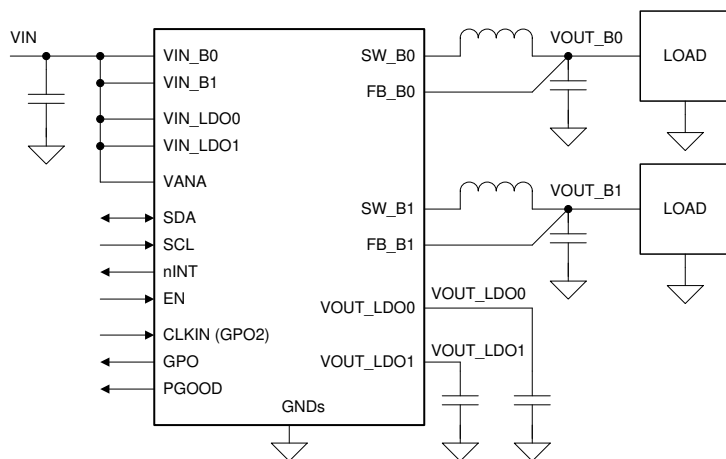 VIN
VIN_B0
VIN_B1
VIN_LDO0
VIN_LDO1
VANA
SDA
SCL
nINT
EN
CLKIN (GPO2)
GPO
PGOOD
GNDs
SW_B0
FB_B0
SW_B1
FB_B1
VOUT_LDO0
VOUT_LDO1
VOUT_B0
LOAD
VOUT_B1
LOAD
VOUT_LDO0
VOUT_LDO1